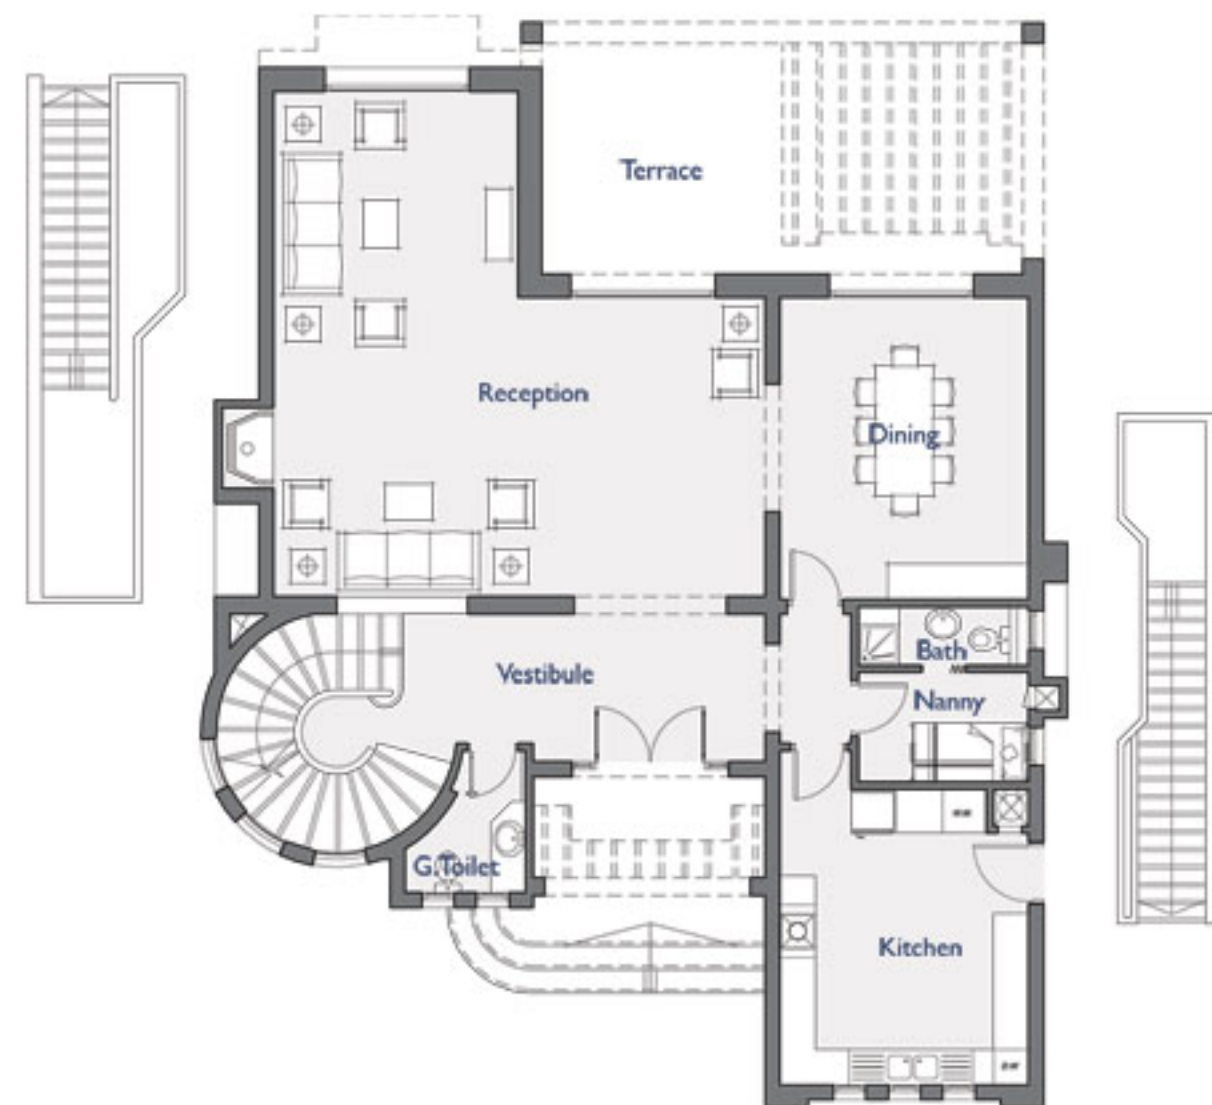 Terrace
Reception
Dining
Vestibule
Bath
Nanny
G.Toilet
Kitchen